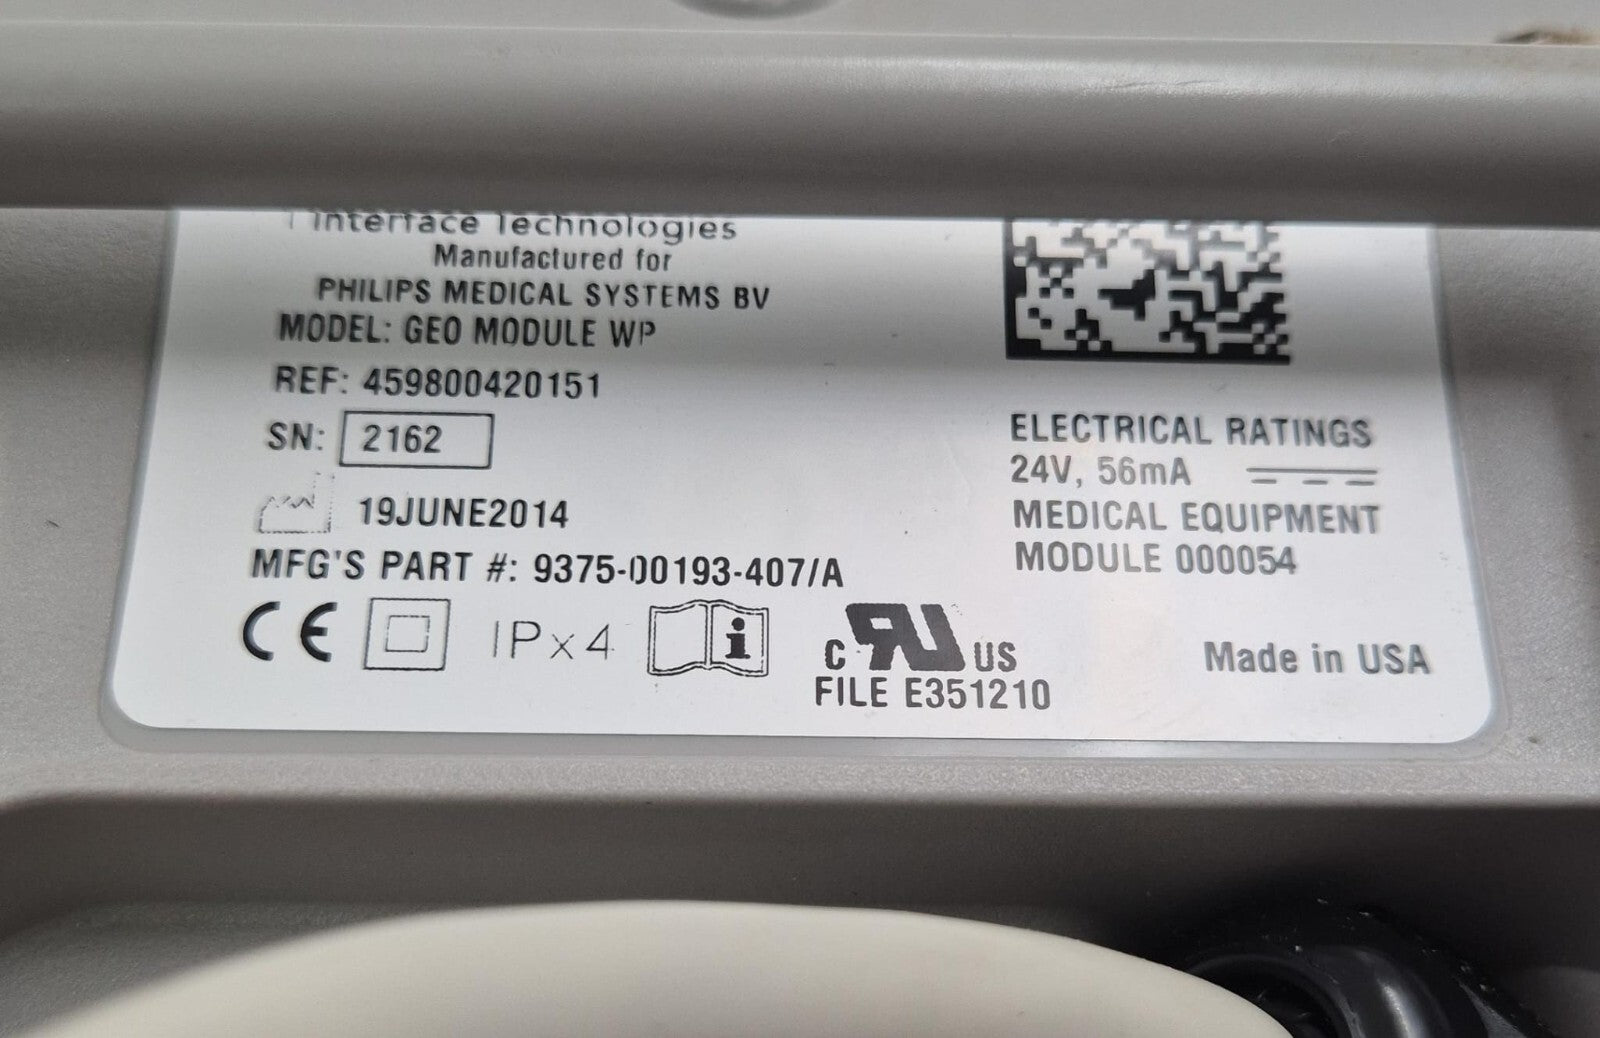 Interface Technologies
Manufactured for
PHILIPS MEDICAL SYSTEMS BV
MODEL: GEO MODULE WP
REF: 459800420151
SN: 2162
19JUNE2014
MFG'S PART #: 9375-00193-407/A
CE IPx4 i
C RU US
FILE E351210
ELECTRICAL RATINGS
24V, 56mA
MEDICAL EQUIPMENT
MODULE 000054
Made in USA